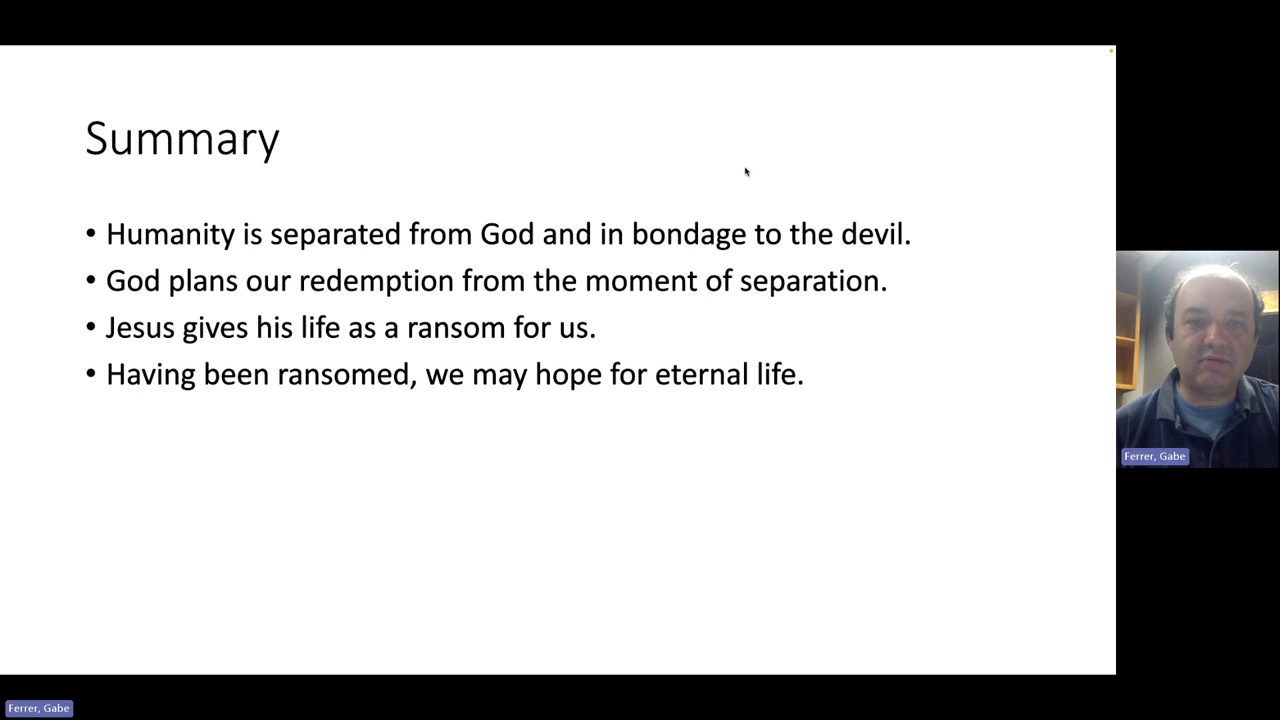 Summary
• Humanity is separated from God and in bondage to the devil.
• God plans our redemption from the moment of separation.
• Jesus gives his life as a ransom for us.
• Having been ransomed, we may hope for eternal life.
Ferrer, Gabe
Ferrer, Gabe